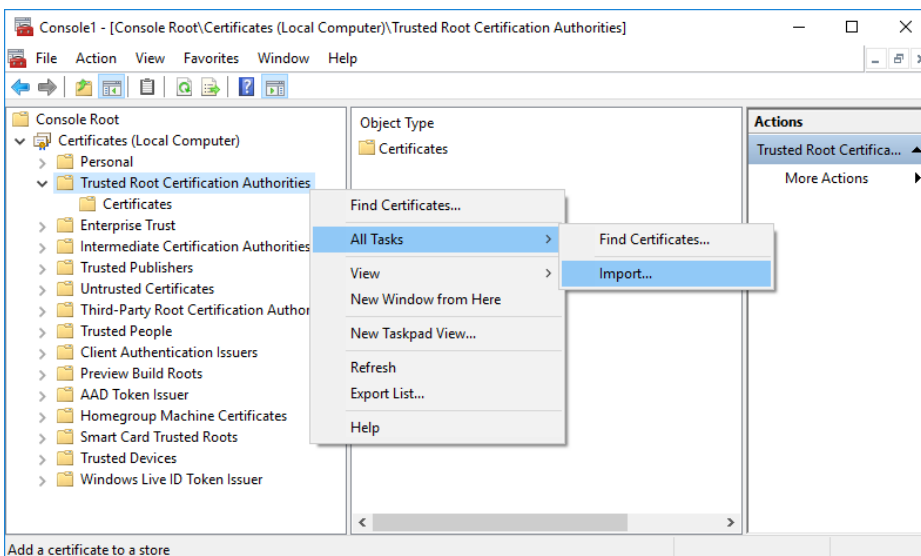 Console1 - [Console Root\Certificates (Local Computer)\Trusted Root Certification Authorities]
File Action View Favorites Window Help
Console Root
Certificates (Local Computer)
Personal
Trusted Root Certification Authorities
Certificates
Enterprise Trust
Intermediate Certification Authorities
Trusted Publishers
Untrusted Certificates
Third-Party Root Certification Author
Trusted People
Client Authentication Issuers
Preview Build Roots
AAD Token Issuer
Homegroup Machine Certificates
Smart Card Trusted Roots
Trusted Devices
Windows Live ID Token Issuer
Object Type
Certificates
Find Certificates...
All Tasks
View
New Window from Here
New Taskpad View...
Refresh
Export List...
Help
Find Certificates...
Import...
Actions
Trusted Root Certifica...
More Actions
Add a certificate to a store